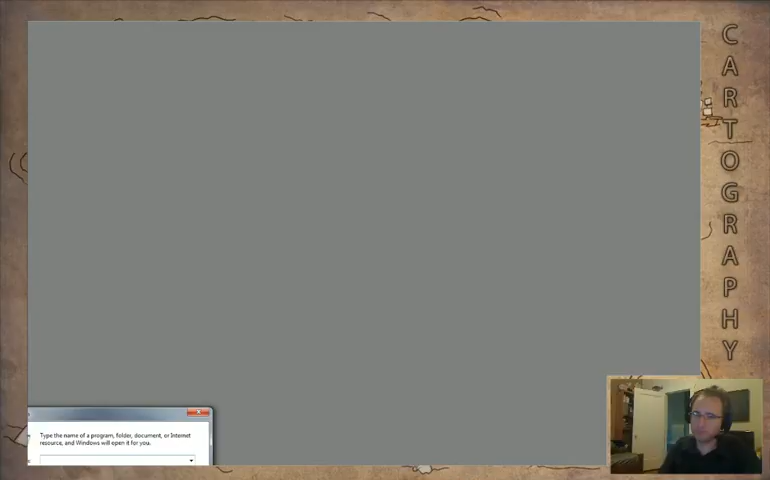 CARTOGRAPHY
Type the name of a program, folder, document, or Internet
resource, and Windows will open it for you.